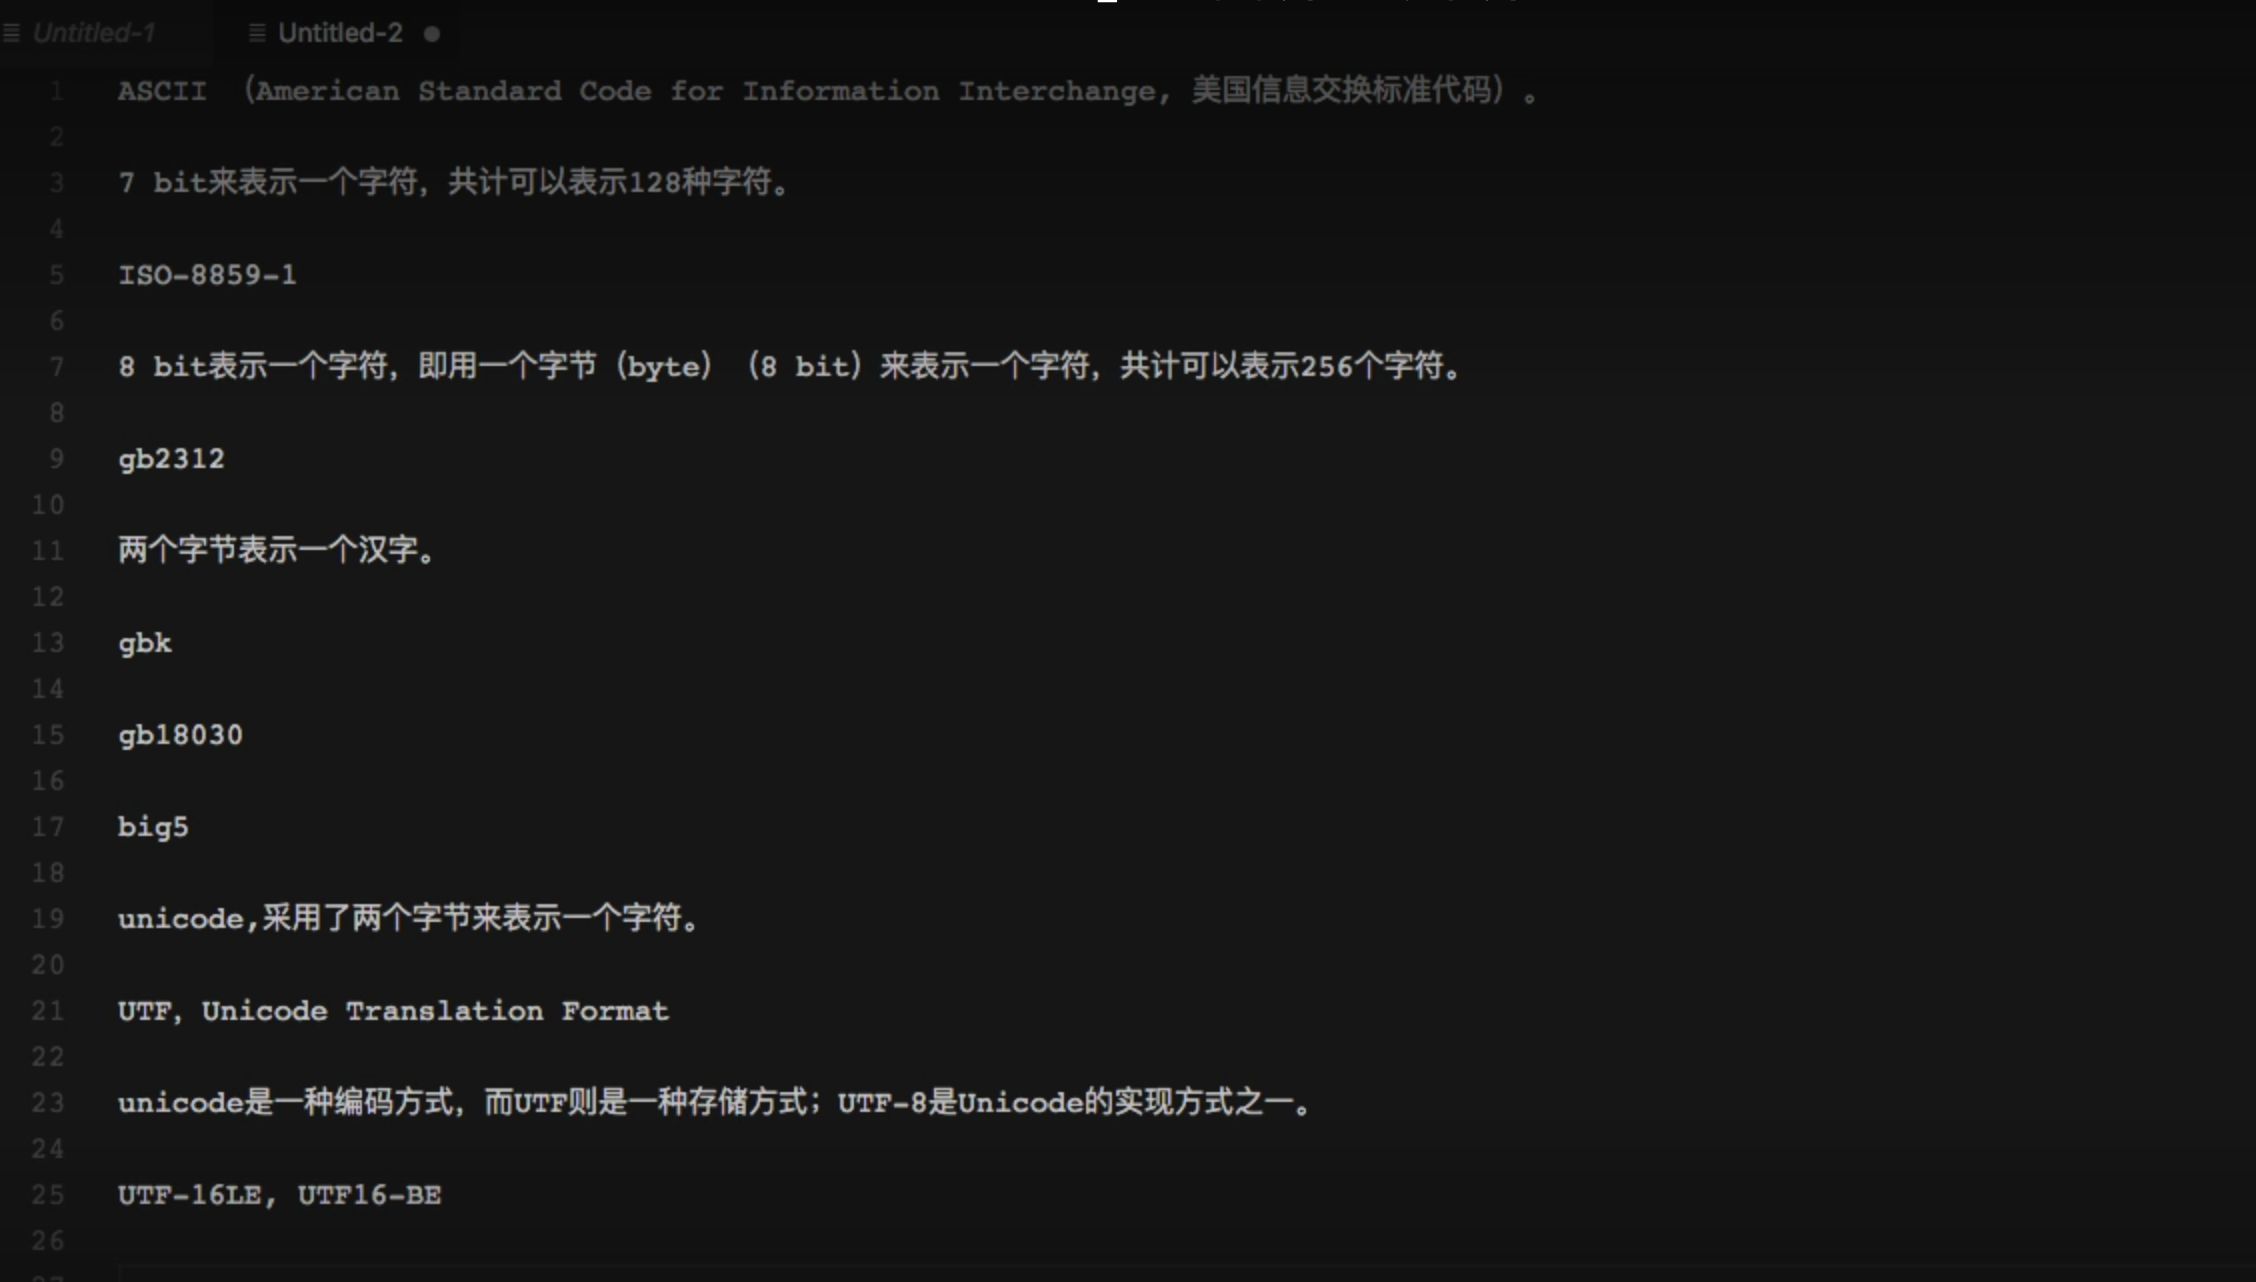 Untitled-1
Untitled-2
1 ASCII （American Standard Code for Information Interchange, 美国信息交换标准代码）。
2
3 7 bit来表示一个字符，共计可以表示128种字符。
4
5 ISO-8859-1
6
7 8 bit表示一个字符，即用一个字节（byte）（8 bit）来表示一个字符，共计可以表示256个字符。
8
9 gb2312
10
11 两个字节表示一个汉字。
12
13 gbk
14
15 gb18030
16
17 big5
18
19 unicode,采用了两个字节来表示一个字符。
20
21 UTF，Unicode Translation Format
22
23 unicode是一种编码方式，而UTF则是一种存储方式；UTF-8是Unicode的实现方式之一。
24
25 UTF-16LE, UTF16-BE
26